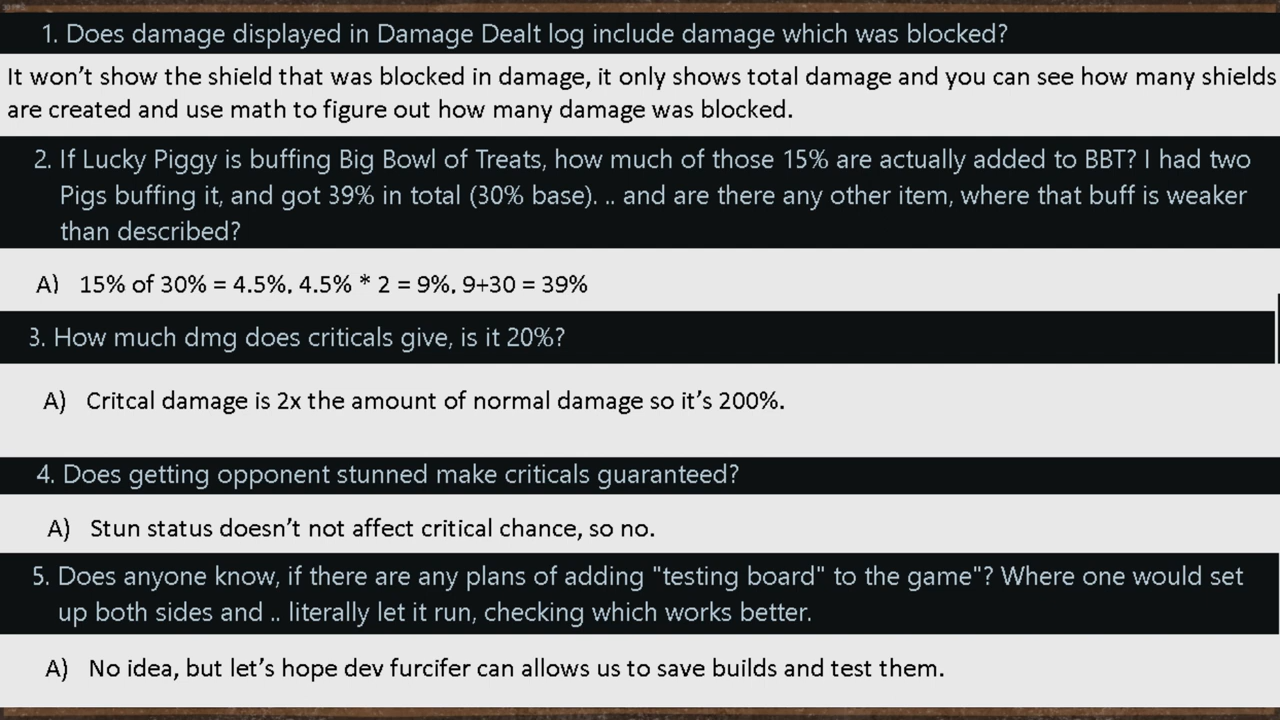 1. Does damage displayed in Damage Dealt log include damage which was blocked?
It won't show the shield that was blocked in damage, it only shows total damage and you can see how many shields
are created and use math to figure out how many damage was blocked.
2. If Lucky Piggy is buffing Big Bowl of Treats, how much of those 15% are actually added to BBT? I had two
Pigs buffing it, and got 39% in total (30% base). .. and are there any other item, where that buff is weaker
than described?
A) 15% of 30% = 4.5%. 4.5% * 2 = 9%. 9+30 = 39%
3. How much dmg does criticals give, is it 20%?
A) Critcal damage is 2x the amount of normal damage so it's 200%.
4. Does getting opponent stunned make criticals guaranteed?
A) Stun status doesn't not affect critical chance, so no.
5. Does anyone know, if there are any plans of adding "testing board" to the game"? Where one would set
up both sides and .. literally let it run, checking which works better.
A) No idea, but let's hope dev furcifer can allows us to save builds and test them.